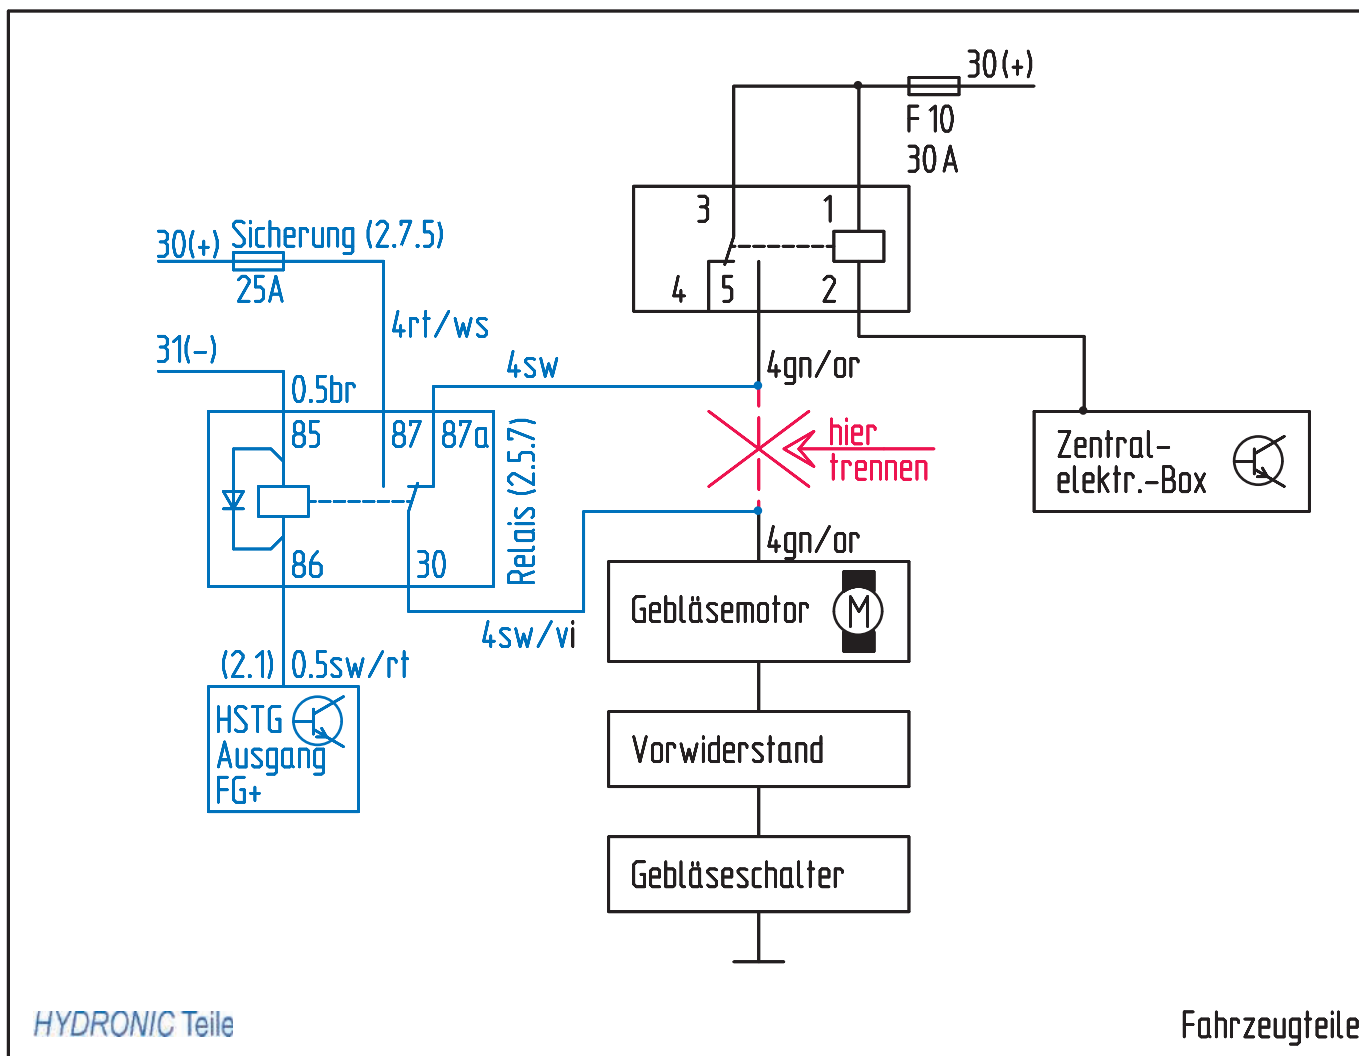 30(+)
F 10
30 A
3
1
4
5
2
30(+)
Sicherung (2.7.5)
25A
4rt/ws
31(-)
0.5br
4sw
4gn/or
85
87
87a
Relais (2.5.7)
86
30
hier
trennen
Zentral-
elektr.-Box
4gn/or
Gebläsemotor
M
4sw/vi
(2.1)
0.5sw/rt
HSTG
Ausgang
FG+
Vorwiderstand
Gebläseschalter
HYDRONIC Teile
Fahrzeugteile